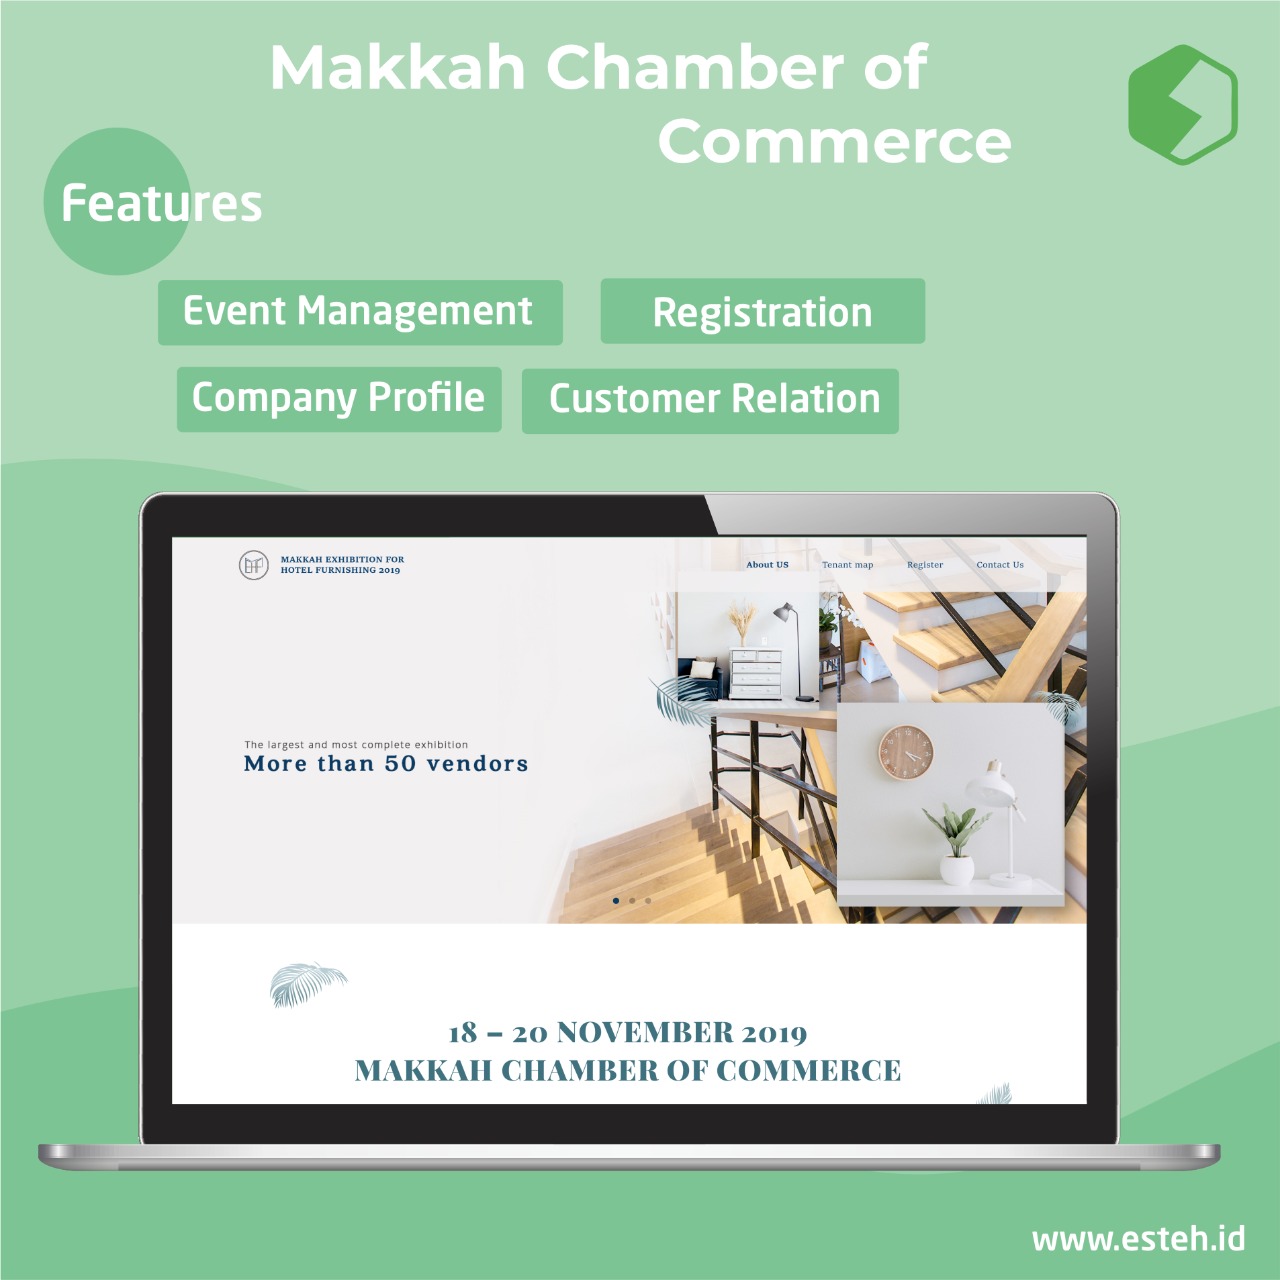 Makkah Chamber of
Commerce
Features
Event Management
Registration
Company Profile
Customer Relation
MAKKAH EXHIBITION FOR
HOTEL FURNISHING 2019
About US
Tenant map
Register
Contact Us
The largest and most complete exhibition
More than 50 vendors
18 – 20 NOVEMBER 2019
MAKKAH CHAMBER OF COMMERCE
www.esteh.id